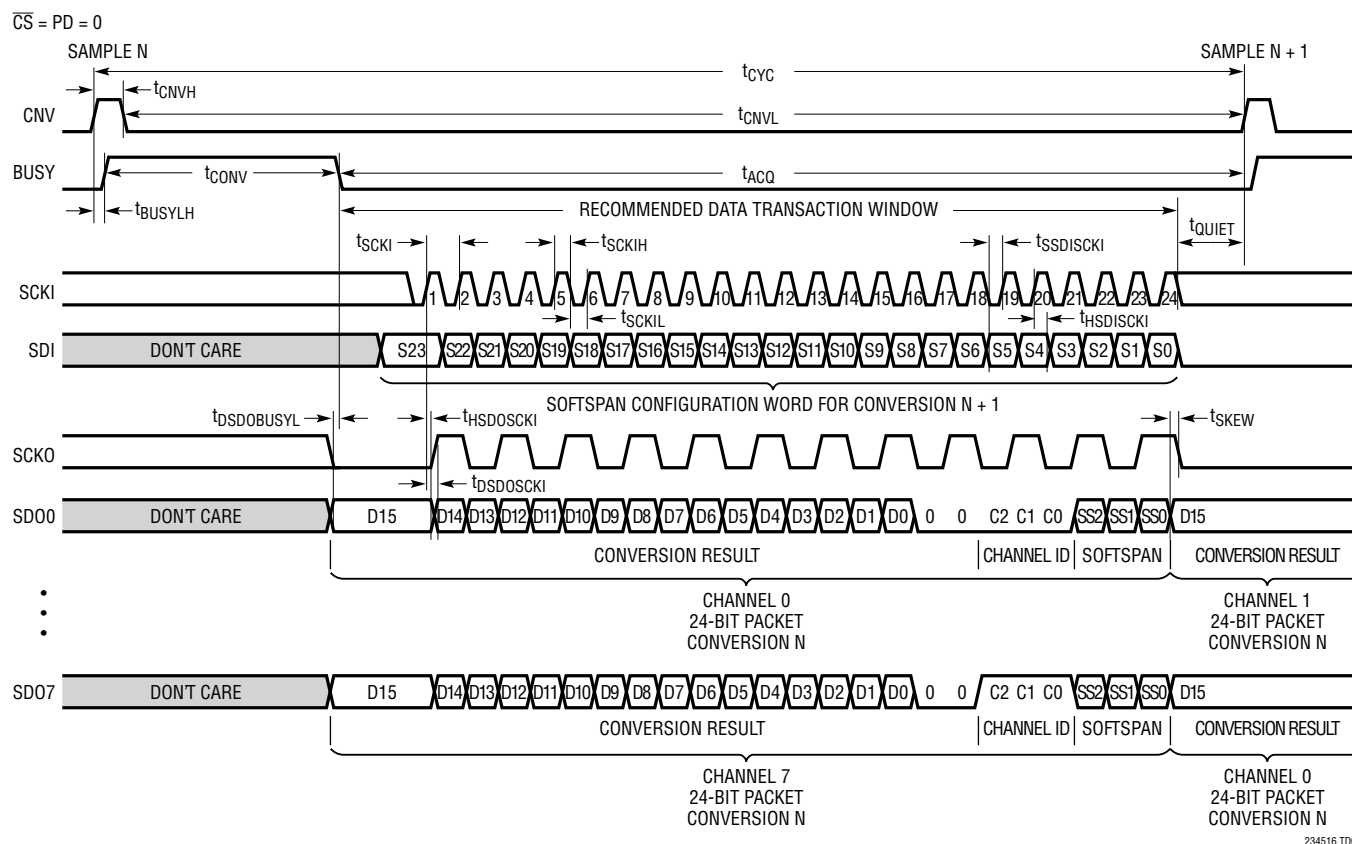 CS = PD = 0
SAMPLE N
SAMPLE N + 1
tCYC
tCNVH
CNV
tCNVL
BUSY
tCONV
tACQ
tBUSYLH
RECOMMENDED DATA TRANSACTION WINDOW
tQUIET
tSCKI
tSCKIH
tSSDISCKI
SCKI
1 2 3 4 5 6 7 8 9 10 11 12 13 14 15 16 17 18 19 20 21 22 23 24
tSCKIL
tHSDISCKI
SDI
DON'T CARE
S23 S22 S21 S20 S19 S18 S17 S16 S15 S14 S13 S12 S11 S10 S9 S8 S7 S6 S5 S4 S3 S2 S1 S0
SOFTSPAN CONFIGURATION WORD FOR CONVERSION N + 1
tDSDOBUSYL
tHSDOSCKI
tSKEW
SCKO
tDSDOSCKI
SDO0
DON'T CARE
D15 D14 D13 D12 D11 D10 D9 D8 D7 D6 D5 D4 D3 D2 D1 D0 0 0 C2 C1 C0 SS2 SS1 SS0 D15
CONVERSION RESULT
CHANNEL ID
SOFTSPAN
CONVERSION RESULT
CHANNEL 0
24-BIT PACKET
CONVERSION N
CHANNEL 1
24-BIT PACKET
CONVERSION N
SDO7
DON'T CARE
D15 D14 D13 D12 D11 D10 D9 D8 D7 D6 D5 D4 D3 D2 D1 D0 0 0 C2 C1 C0 SS2 SS1 SS0 D15
CONVERSION RESULT
CHANNEL ID
SOFTSPAN
CONVERSION RESULT
CHANNEL 7
24-BIT PACKET
CONVERSION N
CHANNEL 0
24-BIT PACKET
CONVERSION N
234516